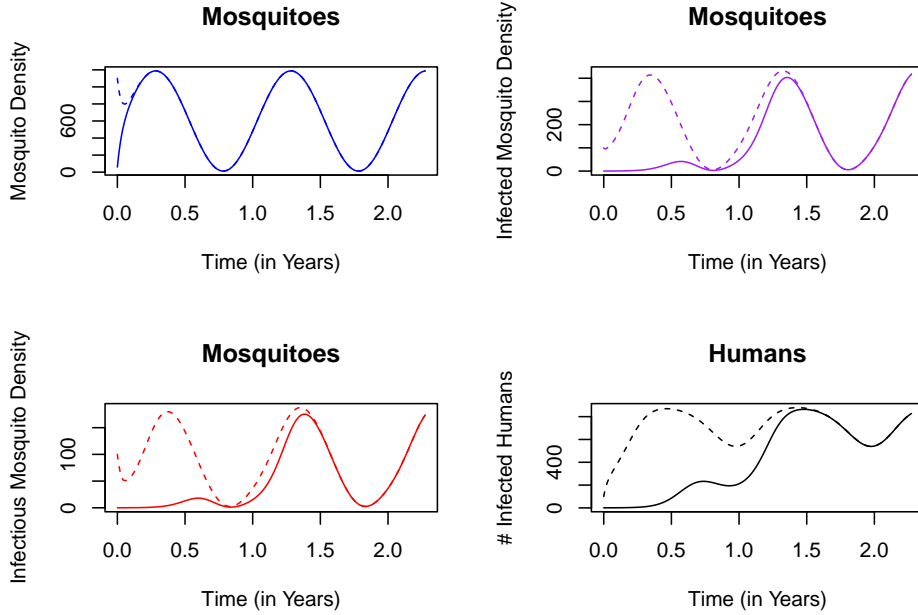 Mosquitoes
Mosquito Density
600
0
0.0 0.5 1.0 1.5 2.0
Time (in Years)
Mosquitoes
Infected Mosquito Density
200
0
0.0 0.5 1.0 1.5 2.0
Time (in Years)
Mosquitoes
Infectious Mosquito Density
100
0
0.0 0.5 1.0 1.5 2.0
Time (in Years)
Humans
# Infected Humans
400
0
0.0 0.5 1.0 1.5 2.0
Time (in Years)